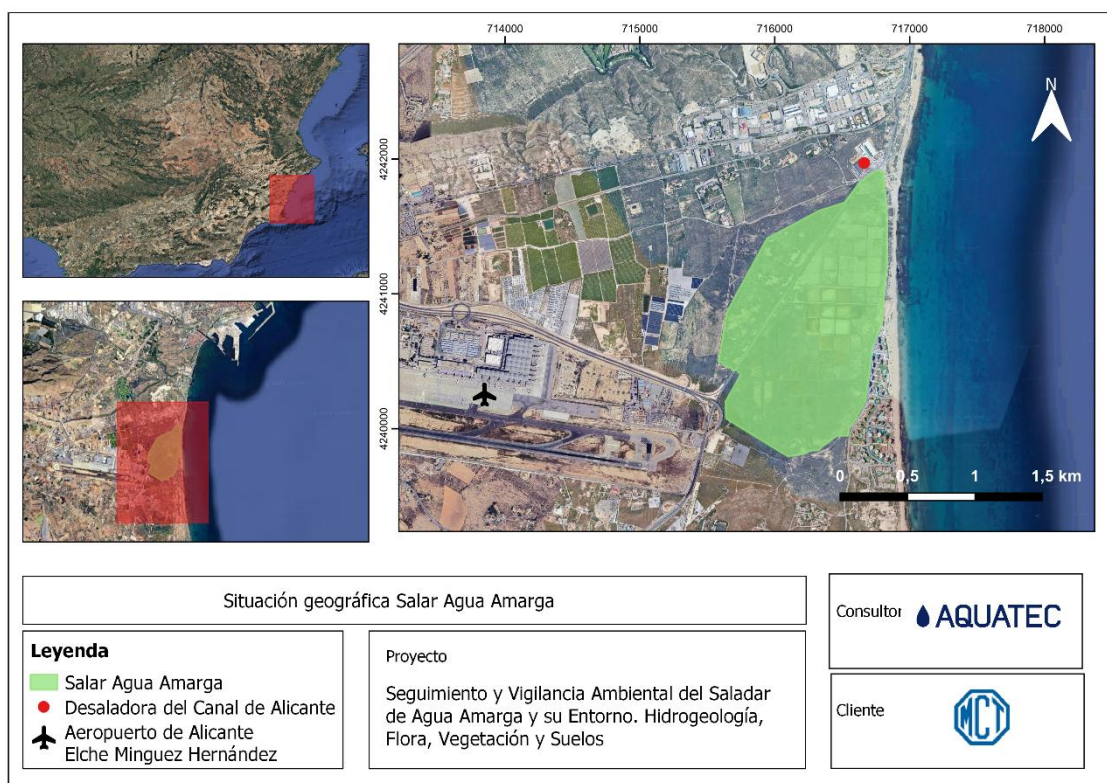 714000 715000 716000 717000 718000
N
4242000
4241000
4240000
0 0,5 1 1,5 km
Situación geográfica Salar Agua Amarga
Leyenda
Salar Agua Amarga
Desaladora del Canal de Alicante
Aeropuerto de Alicante
Elche Minguez Hernández
Proyecto
Seguimiento y Vigilancia Ambiental del Saladar
de Agua Amarga y su Entorno. Hidrogeología,
Flora, Vegetación y Suelos
Consultor
AQUATEC
Cliente
MCT